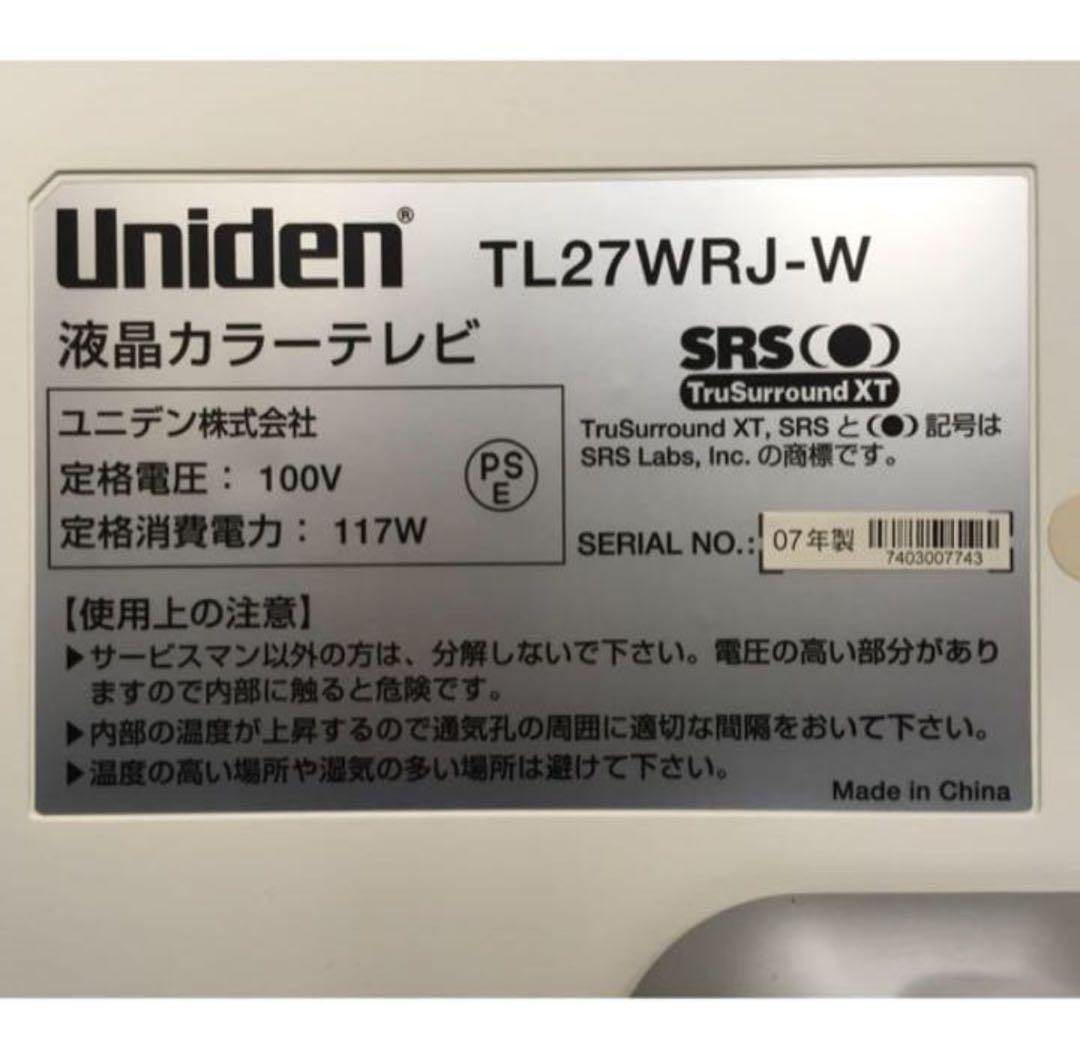 Uniden® TL27WRJ-W
液晶カラーテレビ
SRS(●)
TruSurround XT
ユニデン株式会社
定格電圧： 100V
定格消費電力： 117W
PS
E
TruSurround XT, SRS と(●)記号は
SRS Labs, Inc. の商標です。
SERIAL NO.: 07年製
7403007743
【使用上の注意】
▶サービスマン以外の方は、分解しないで下さい。電圧の高い部分があり
ますので内部に触ると危険です。
▶内部の温度が上昇するので通気孔の周囲に適切な間隔をおいて下さい。
▶温度の高い場所や湿気の多い場所は避けて下さい。
Made in China